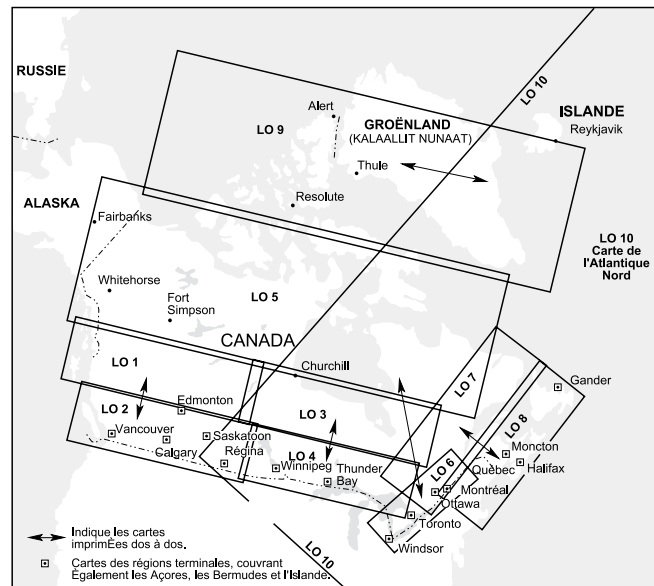 RUSSIE
LO 10
ISLANDE
Reykjavik
Alert
LO 9
GROËNLAND
(KALAALLIT NUNAAT)
Thule
Resolute
ALASKA
Fairbanks
LO 10
Carte de
l'Atlantique
Nord
Whitehorse
Fort
Simpson
LO 5
CANADA
LO 1
Churchill
LO 7
Gander
Edmonton
LO 2
LO 3
LO 8
Vancouver
Saskatoon
Moncton
Calgary
Régina
LO 4
Winnipeg
Thunder
Bay
LO 6
Québec
Halifax
Montréal
Ottawa
Toronto
Windsor
LO 10
Indique les cartes
imprimÈes dos à dos.
Cartes des régions terminales, couvrant
Également les Açores, les Bermudes et l'Islande.